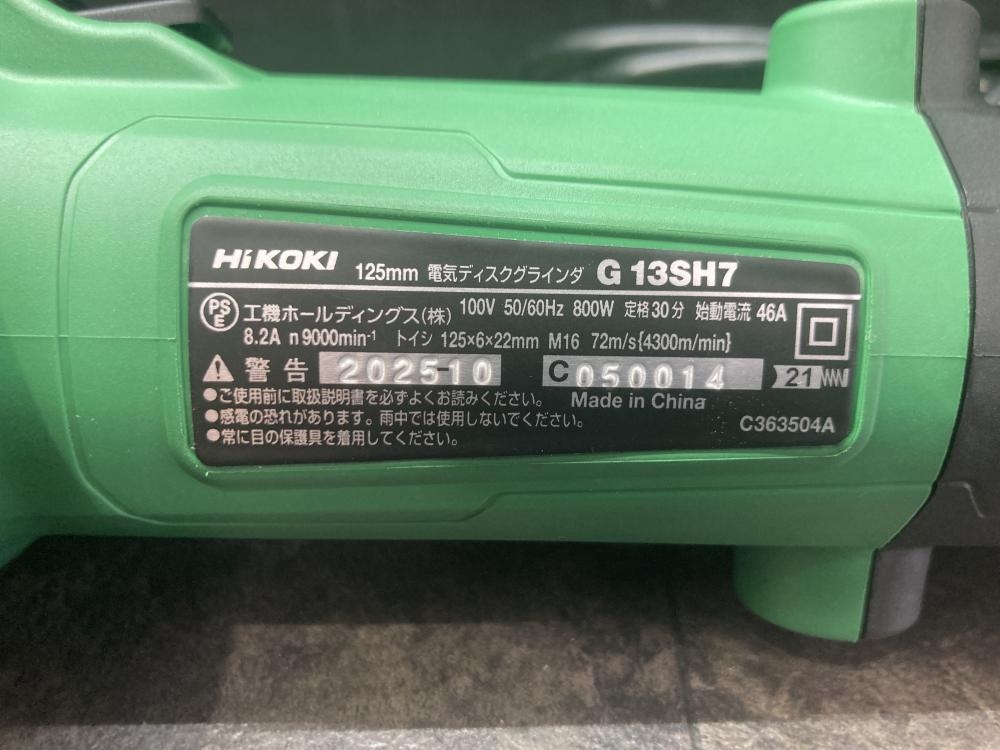 HiKOKI 125mm 電気ディスクグラインダ G 13SH7
PSE 工機ホールディングス(株) 100V 50/60Hz 800W 定格30分 始動電流 46A
8.2A n 9000min-1 トイシ 125×6×22mm M16 72m/s{4300m/min}
警告 2025-10 C 050014 21
●ご使用前に取扱説明書を必ずよくお読みください。 Made in China
●感電の恐れがあります。雨中では使用しないでください。 C363504A
●常に目の保護具を着用してください。